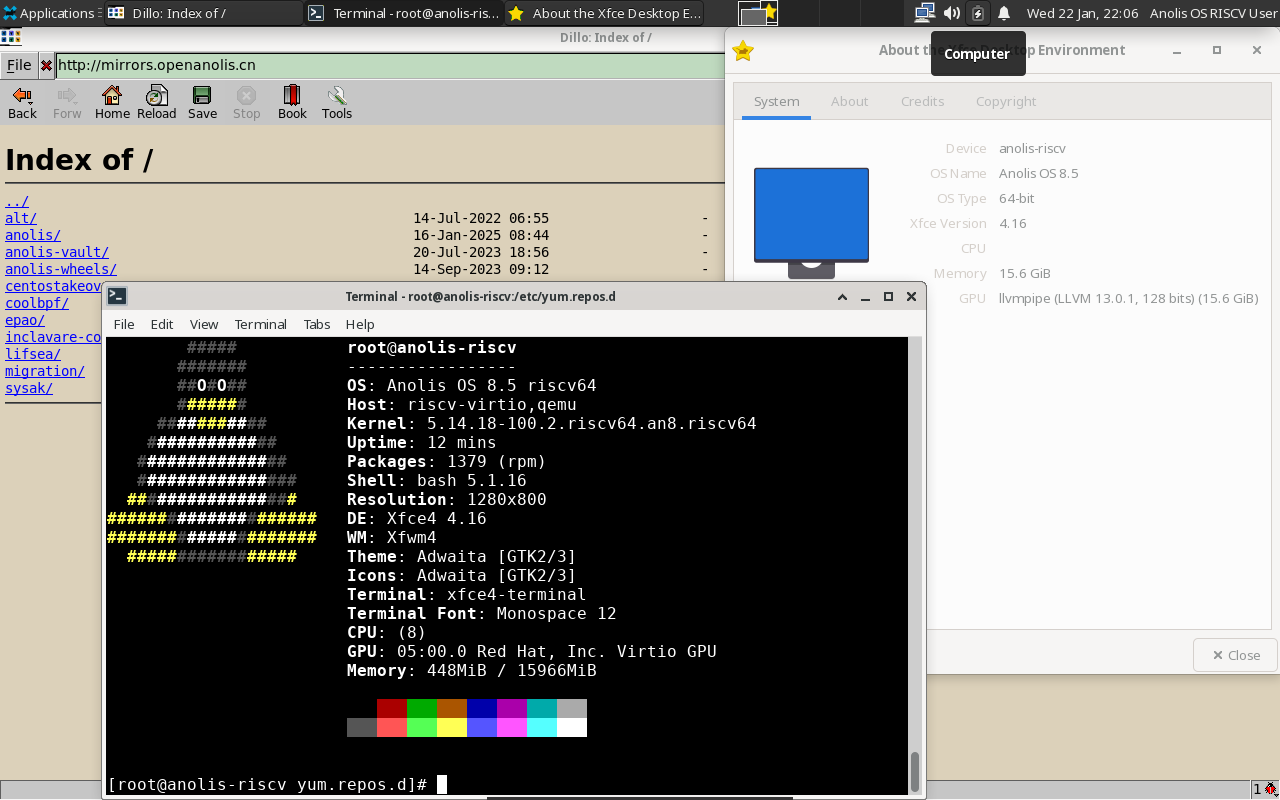 Applications
Dillo: Index of /
Terminal - root@anolis-ris...
About the Xfce Desktop E...
Wed 22 Jan, 22:06
Anolis OS RISCV User
Dillo: Index of /
File
http://mirrors.openanolis.cn
Back
Forw
Home
Reload
Save
Stop
Book
Tools
Index of /
../
alt/ 14-Jul-2022 06:55 -
anolis/ 16-Jan-2025 08:44 -
anolis-vault/ 20-Jul-2023 18:56 -
anolis-wheels/ 14-Sep-2023 09:12 -
centostakeov
coolbpf/
epao/
inclavare-co
lifsea/
migration/
sysak/
1
About the Desktop Environment
Computer
System
About
Credits
Copyright
Device anolis-riscv
OS Name Anolis OS 8.5
OS Type 64-bit
Xfce Version 4.16
CPU
Memory 15.6 GiB
GPU llvmpipe (LLVM 13.0.1, 128 bits) (15.6 GiB)
Close
Terminal - root@anolis-riscv:/etc/yum.repos.d
File
Edit
View
Terminal
Tabs
Help
##### root@anolis-riscv
####### -----------------
##O#O## OS: Anolis OS 8.5 riscv64
####### Host: riscv-virtio,qemu
########### Kernel: 5.14.18-100.2.riscv64.an8.riscv64
############# Uptime: 12 mins
############### Packages: 1379 (rpm)
################ Shell: bash 5.1.16
################# Resolution: 1280x800
##################### DE: Xfce4 4.16
##################### WM: Xfwm4
################# Theme: Adwaita [GTK2/3]
Icons: Adwaita [GTK2/3]
Terminal: xfce4-terminal
Terminal Font: Monospace 12
CPU: (8)
GPU: 05:00.0 Red Hat, Inc. Virtio GPU
Memory: 448MiB / 15966MiB
[root@anolis-riscv yum.repos.d]#